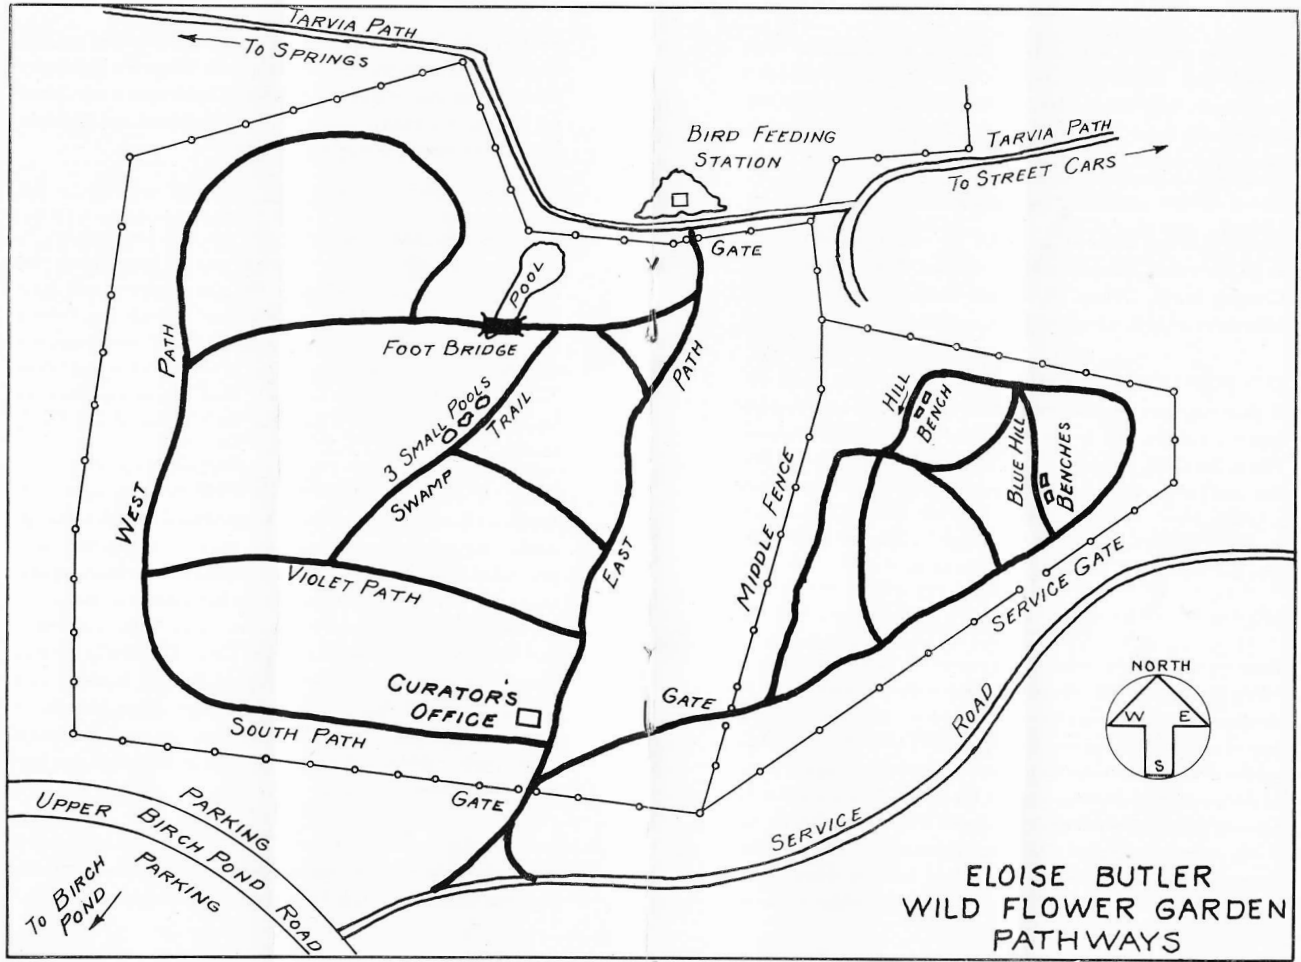 TARVIA PATH
TO SPRINGS
BIRD FEEDING
STATION
TARVIA PATH
TO STREET CARS
GATE
POOL
FOOT BRIDGE
PATH
WEST
3 SMALL POOLS
SWAMP TRAIL
PATH
EAST
HILL
BENCH
BLUE HILL
BENCHES
MIDDLE FENCE
VIOLET PATH
SERVICE GATE
CURATOR'S
OFFICE
GATE
SOUTH PATH
NORTH
W E
S
GATE
SERVICE ROAD
PARKING
UPPER BIRCH POND ROAD
PARKING
TO BIRCH
POND
ELOISE BUTLER
WILD FLOWER GARDEN
PATHWAYS